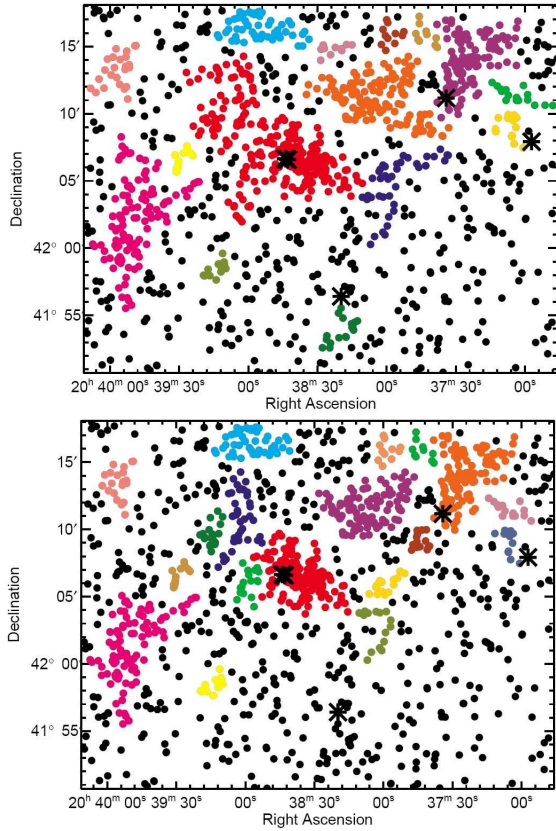 15′
10′
05′
42° 00′
41° 55′
Declination
20ʰ 40ᵐ 00ˢ 39ᵐ 30ˢ 00ˢ 38ᵐ 30ˢ 00ˢ 37ᵐ 30ˢ 00ˢ
Right Ascension
15′
10′
05′
42° 00′
41° 55′
Declination
20ʰ 40ᵐ 00ˢ 39ᵐ 30ˢ 00ˢ 38ᵐ 30ˢ 00ˢ 37ᵐ 30ˢ 00ˢ
Right Ascension